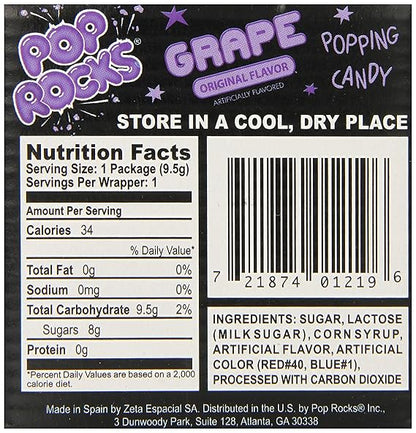 POP ROCKS®
GRAPE
ORIGINAL FLAVOR
ARTIFICIALLY FLAVORED
POPPING
CANDY
STORE IN A COOL, DRY PLACE
Nutrition Facts
Serving Size: 1 Package (9.5g)
Servings Per Wrapper: 1
Amount Per Serving
Calories 34
% Daily Value*
Total Fat 0g 0%
Sodium 0mg 0%
Total Carbohydrate 9.5g 2%
Sugars 8g
Protein 0g
*Percent Daily Values are based on a 2,000
calorie diet.
7 21874 01219 6
INGREDIENTS: SUGAR, LACTOSE
(MILK SUGAR), CORN SYRUP,
ARTIFICIAL FLAVOR, ARTIFICIAL
COLOR (RED#40, BLUE#1),
PROCESSED WITH CARBON DIOXIDE
Made in Spain by Zeta Espacial SA. Distributed in the U.S. by Pop Rocks® Inc.,
3 Dunwoody Park, Suite 128, Atlanta, GA 30338